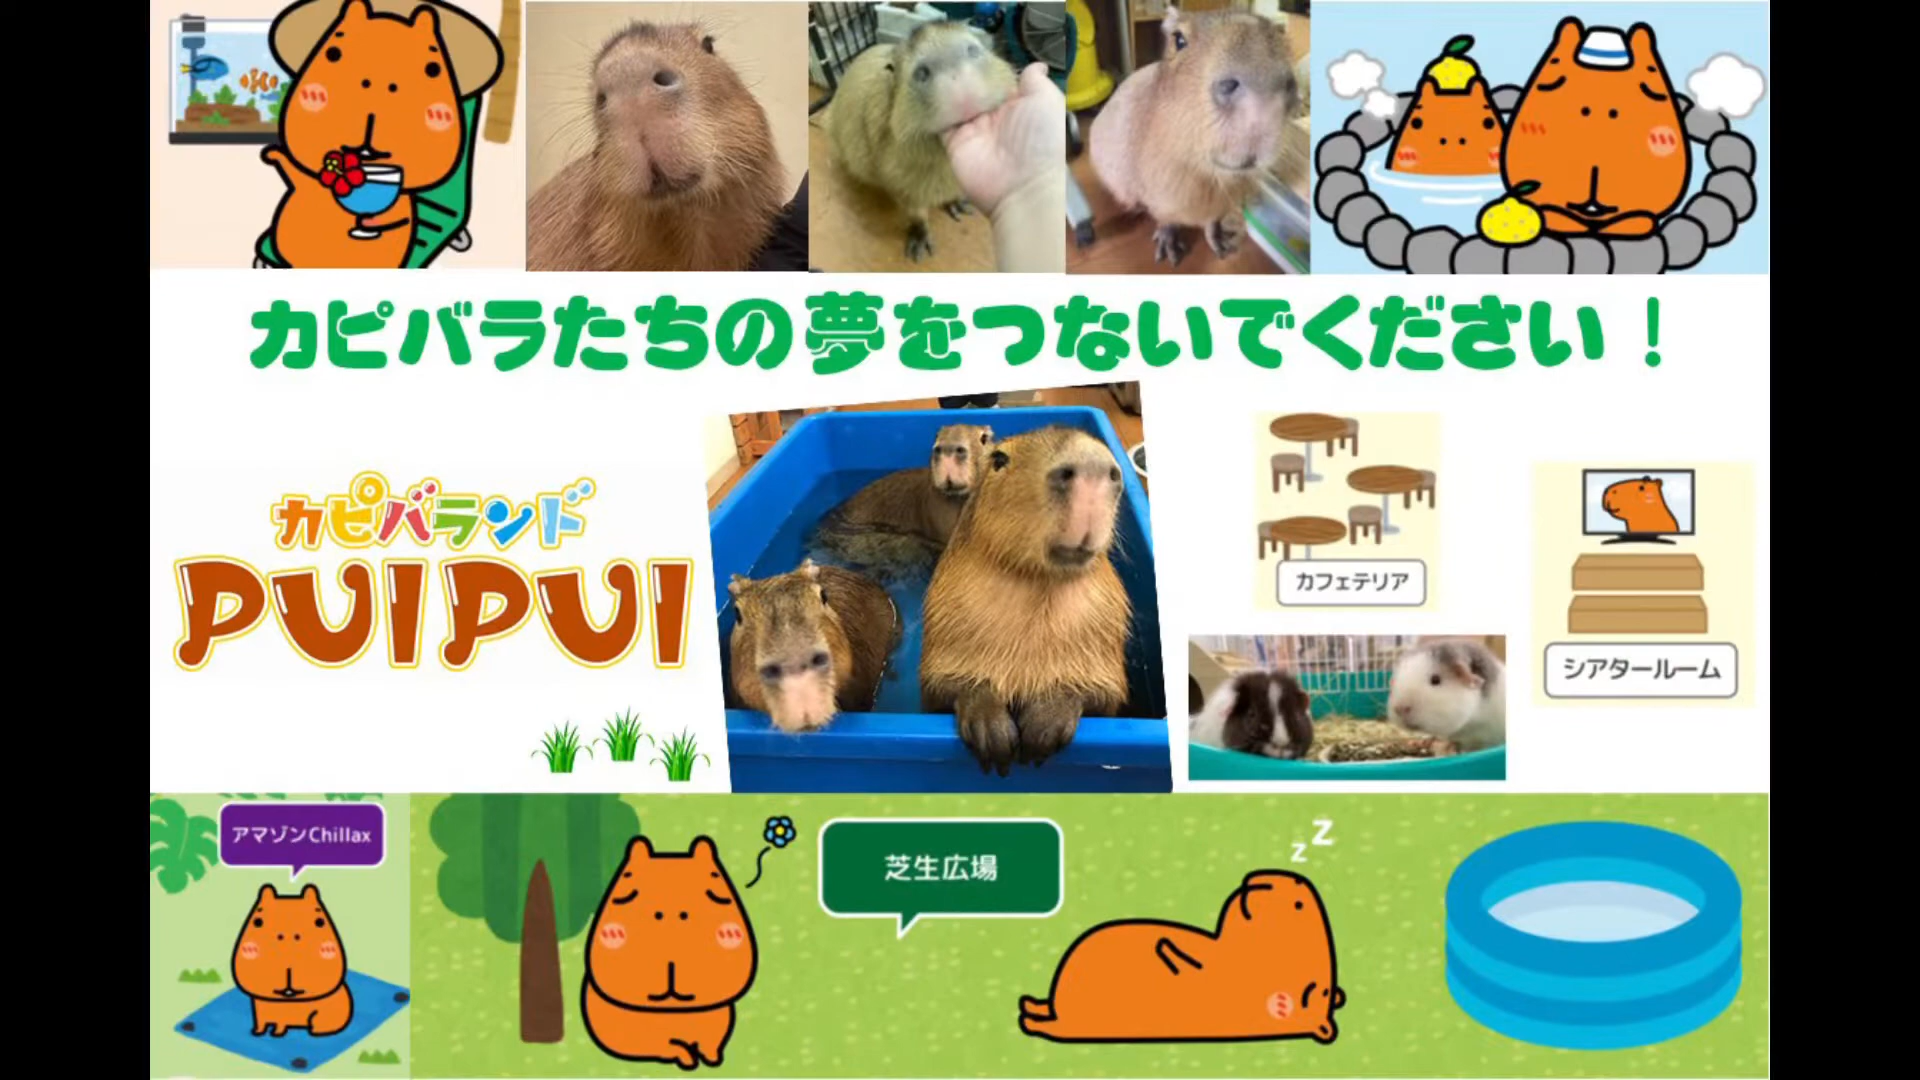 カピバラたちの夢をつないでください！
カピバランド
PUIPUI
カフェテリア
シアタールーム
アマゾンChillax
芝生広場
z
Z